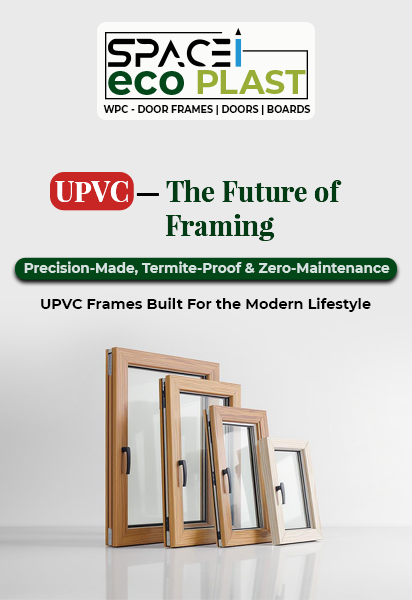 SPACEi
eco PLAST
WPC - DOOR FRAMES | DOORS | BOARDS
UPVC — The Future of
Framing
Precision-Made, Termite-Proof & Zero-Maintenance
UPVC Frames Built For the Modern Lifestyle